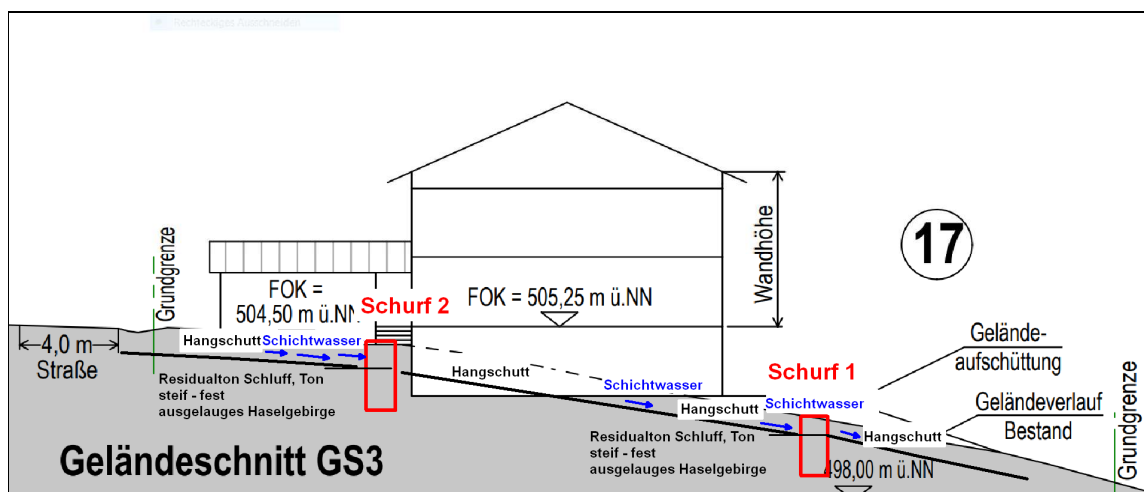 Rechteckiges Ausschneiden
17
Grundgrenze
Wandhöhe
FOK =
504,50 m ü.NN
Schurf 2
FOK = 505,25 m ü.NN
4,0 m
Straße
Hangschutt
Schichtwasser
Hangschutt
Gelände-
aufschüttung
Schurf 1
Residualton Schluff, Ton
steif - fest
ausgelauges Haselgebirge
Schichtwasser
Hangschutt
Schichtwasser
Hangschutt
Geländeverlauf
Bestand
Grundgrenze
Residualton Schluff, Ton
steif - fest
ausgelauges Haselgebirge
498,00 m ü.NN
Geländeschnitt GS3